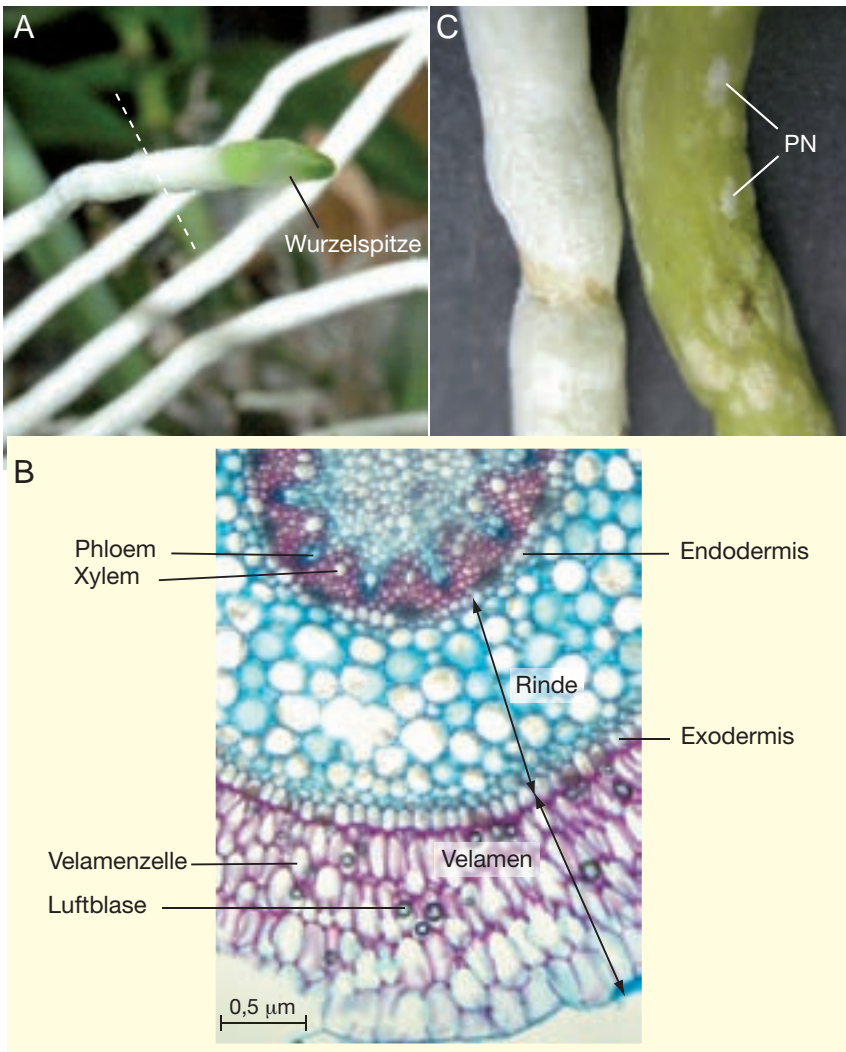 A
Wurzelspitze
C
PN
B
Phloem
Xylem
Endodermis
Rinde
Exodermis
Velamenzelle
Velamen
Luftblase
0,5 µm